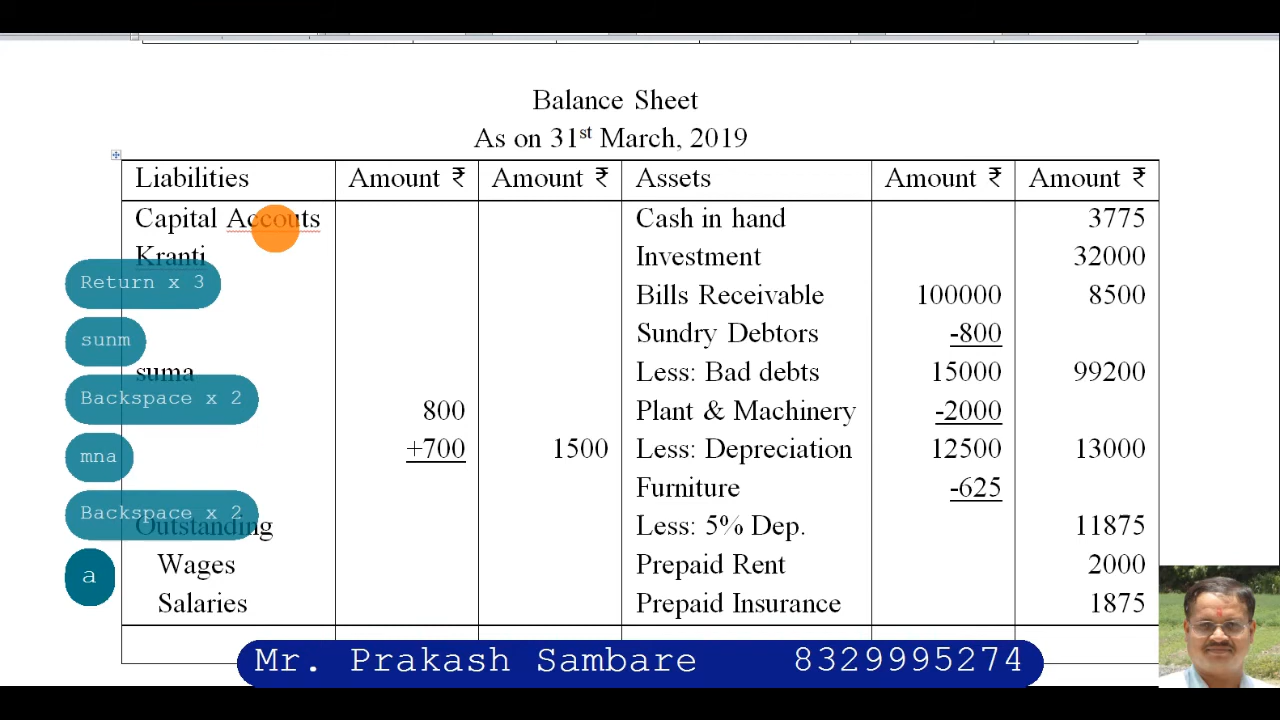 Balance Sheet
As on 31st March, 2019
Liabilities Amount ₹ Amount ₹ Assets Amount ₹ Amount ₹
Capital Accouts Cash in hand 3775
Kranti Investment 32000
Return x 3 Bills Receivable 100000 8500
sunm Sundry Debtors -800
suma Less: Bad debts 15000 99200
Backspace x 2 800 Plant & Machinery -2000
mna +700 1500 Less: Depreciation 12500 13000
Furniture -625
Backspace x 2
Outstanding Less: 5% Dep. 11875
a Wages Prepaid Rent 2000
Salaries Prepaid Insurance 1875
Mr. Prakash Sambare 8329995274